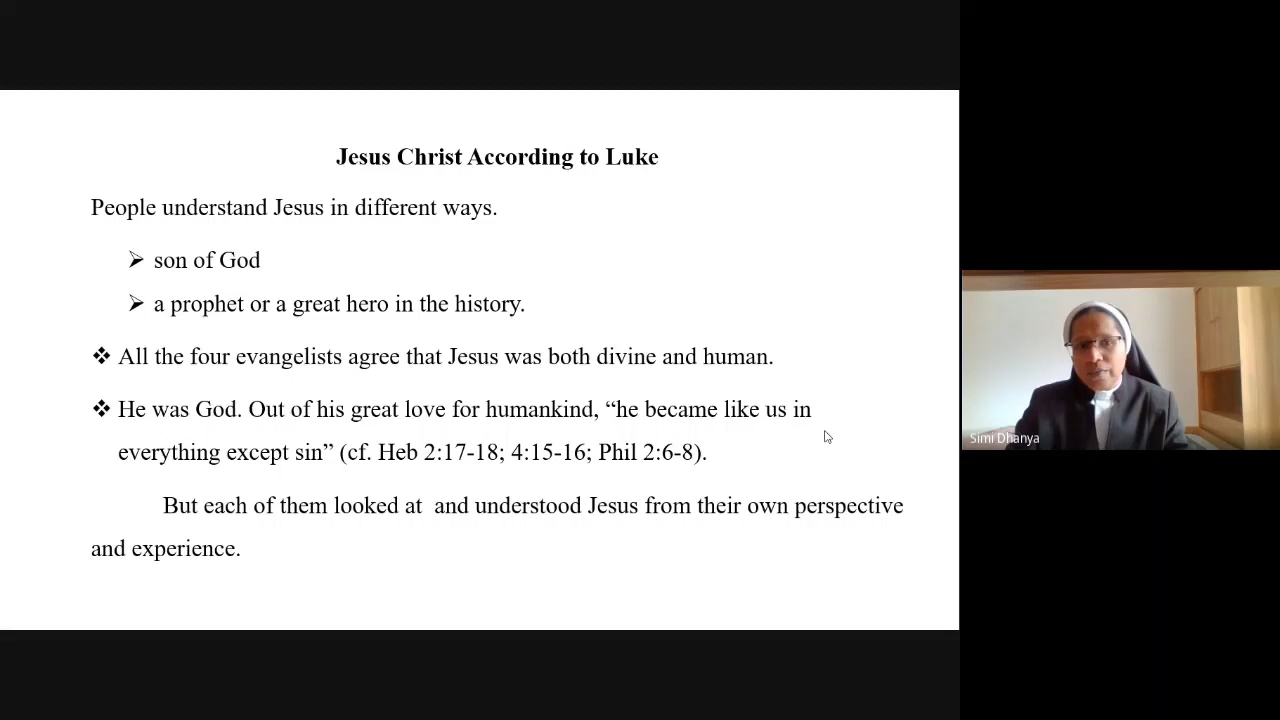 Jesus Christ According to Luke
People understand Jesus in different ways.
➢ son of God
➢ a prophet or a great hero in the history.
❖ All the four evangelists agree that Jesus was both divine and human.
❖ He was God. Out of his great love for humankind, “he became like us in
everything except sin” (cf. Heb 2:17-18; 4:15-16; Phil 2:6-8).
But each of them looked at  and understood Jesus from their own perspective
and experience.
Simi Dhanya